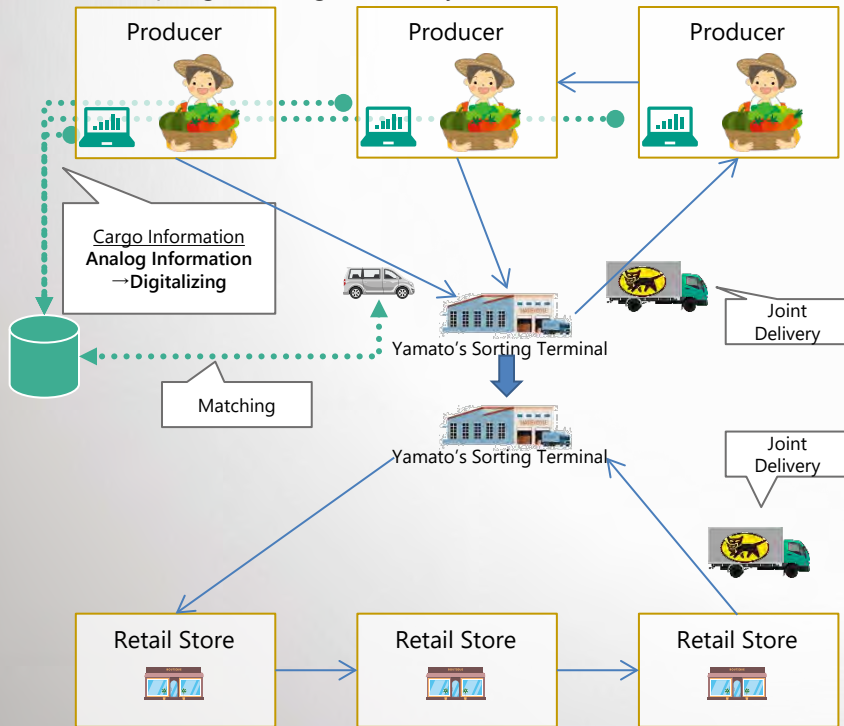 Producer
Producer
Producer
Cargo Information
Analog Information
→Digitalizing
Joint
Delivery
Yamato's Sorting Terminal
Matching
Yamato's Sorting Terminal
Joint
Delivery
Retail Store
Retail Store
Retail Store